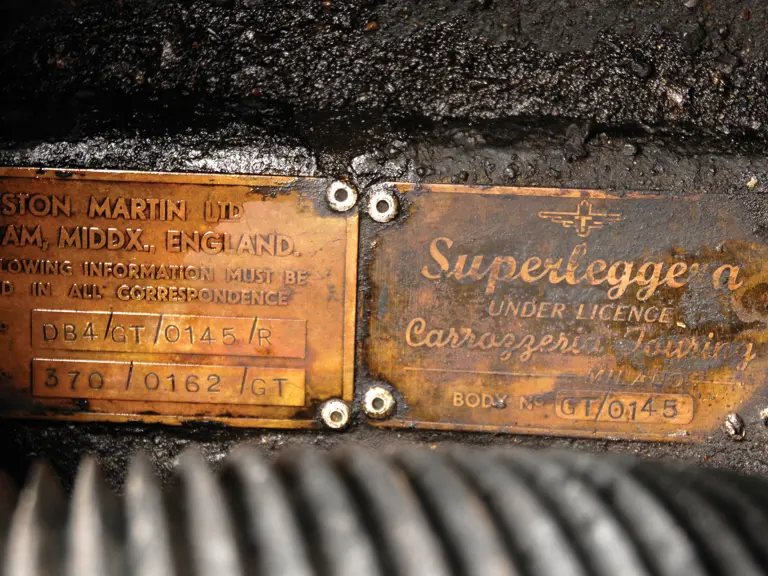 STON MARTIN LTD
AM, MIDDX., ENGLAND.
LOWING INFORMATION MUST BE
D IN ALL CORRESPONDENCE
DB4/GT/0145/R
370/0162/GT
Superleggera
UNDER LICENCE
Carrozzeria Touring
MILANO
BODY No GT/0145